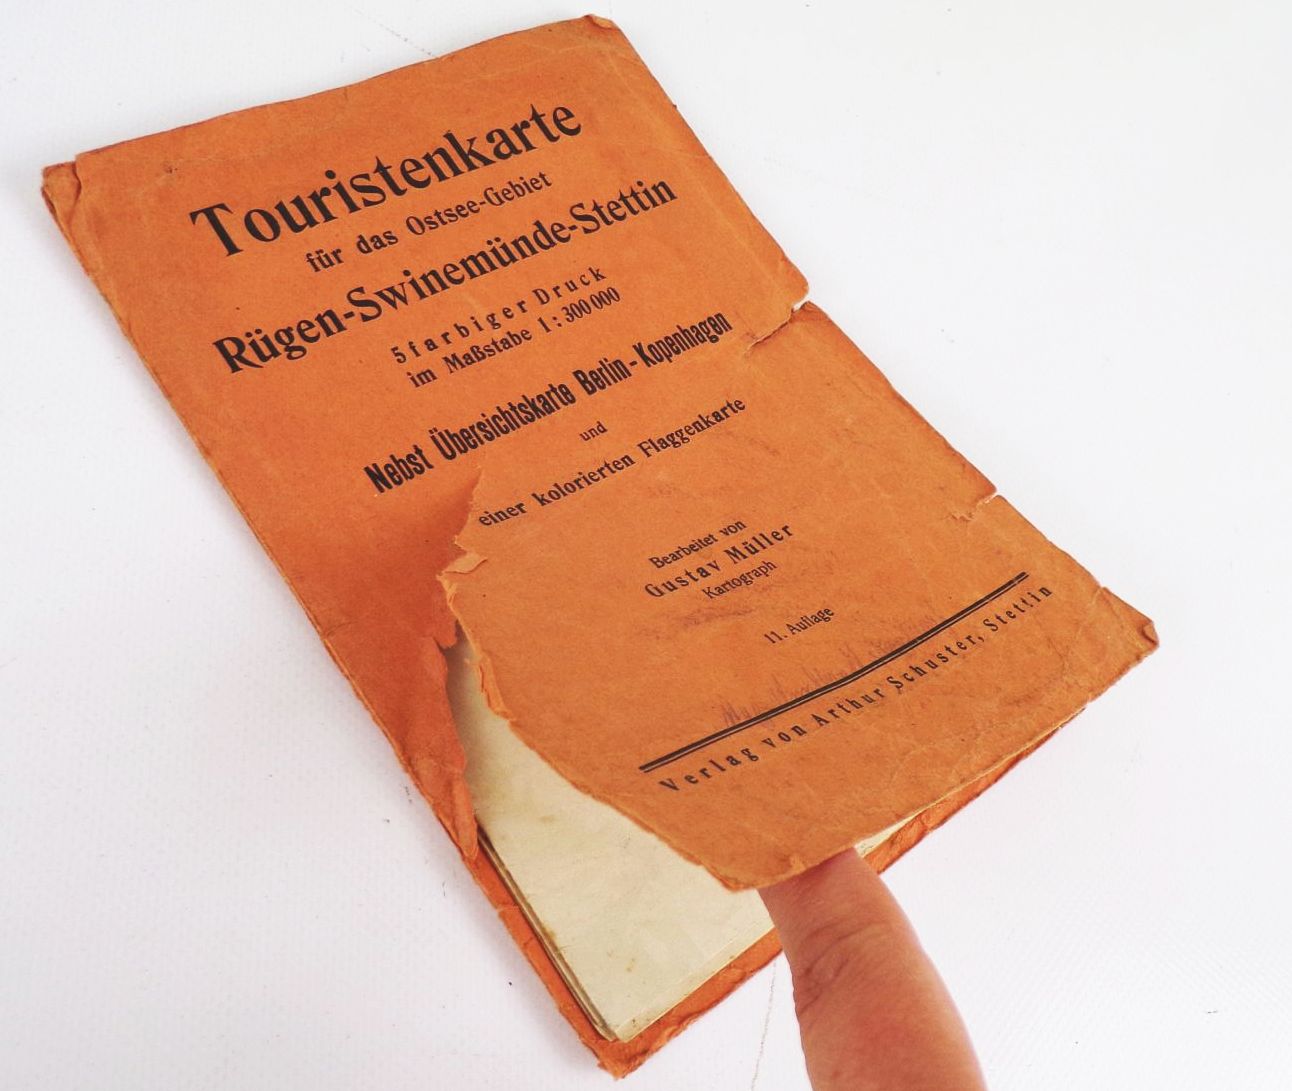 Touristenkarte
für das Ostsee-Gebiet
Rügen-Swinemünde-Stettin
5farbiger Druck
im Maßstabe 1:300000
Nebst Übersichtskarte Berlin-Kopenhagen
und
einer kolorierten Flaggenkarte
Bearbeitet von
Gustav Müller
Kartograph
11. Auflage
Verlag von Arthur Schuster, Stettin